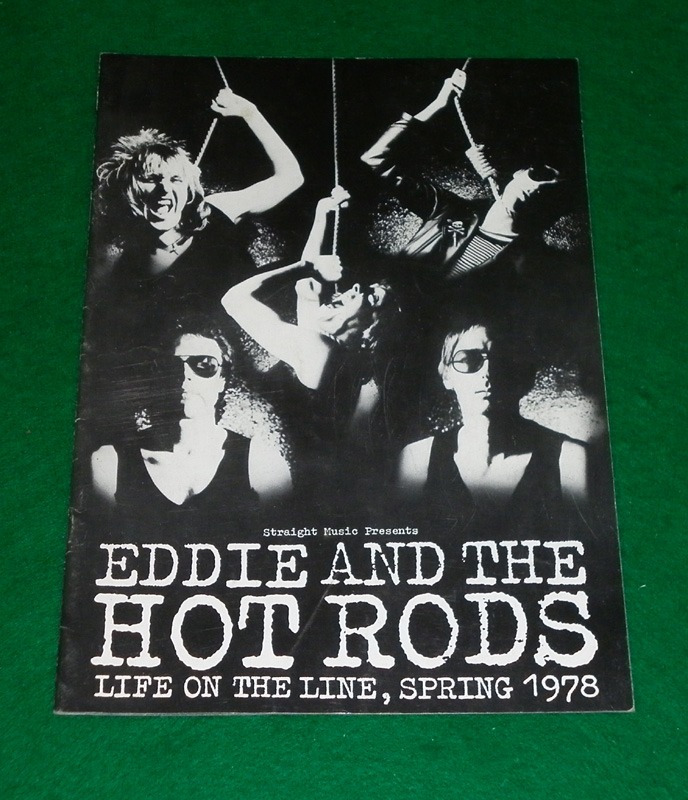 Straight Music Presents
EDDIE AND THE
HOT RODS
LIFE ON THE LINE, SPRING 1978